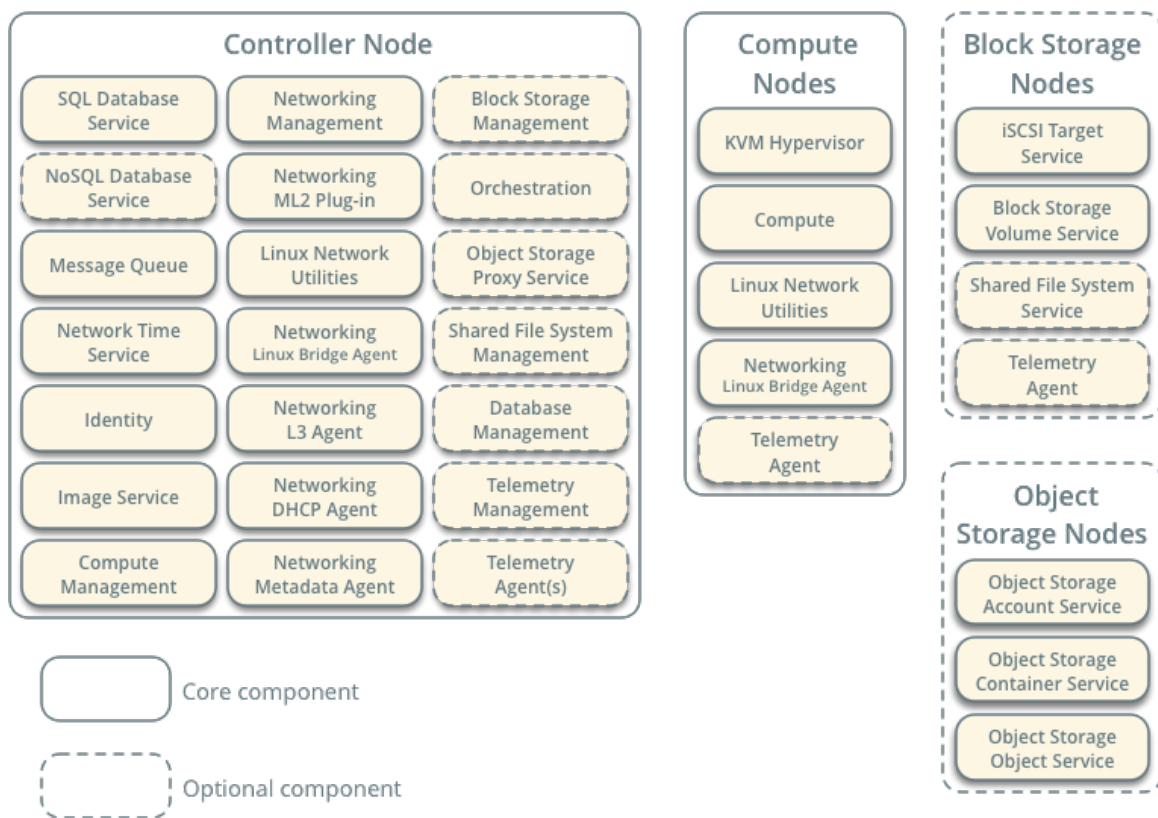 Controller Node
SQL Database
Service
Networking
Management
Block Storage
Management
NoSQL Database
Service
Networking
ML2 Plug-in
Orchestration
Message Queue
Linux Network
Utilities
Object Storage
Proxy Service
Network Time
Service
Networking
Linux Bridge Agent
Shared File System
Management
Identity
Networking
L3 Agent
Database
Management
Image Service
Networking
DHCP Agent
Telemetry
Management
Compute
Management
Networking
Metadata Agent
Telemetry
Agent(s)
Compute
Nodes
KVM Hypervisor
Compute
Linux Network
Utilities
Networking
Linux Bridge Agent
Telemetry
Agent
Block Storage
Nodes
iSCSI Target
Service
Block Storage
Volume Service
Shared File System
Service
Telemetry
Agent
Object
Storage Nodes
Object Storage
Account Service
Object Storage
Container Service
Object Storage
Object Service
Core component
Optional component